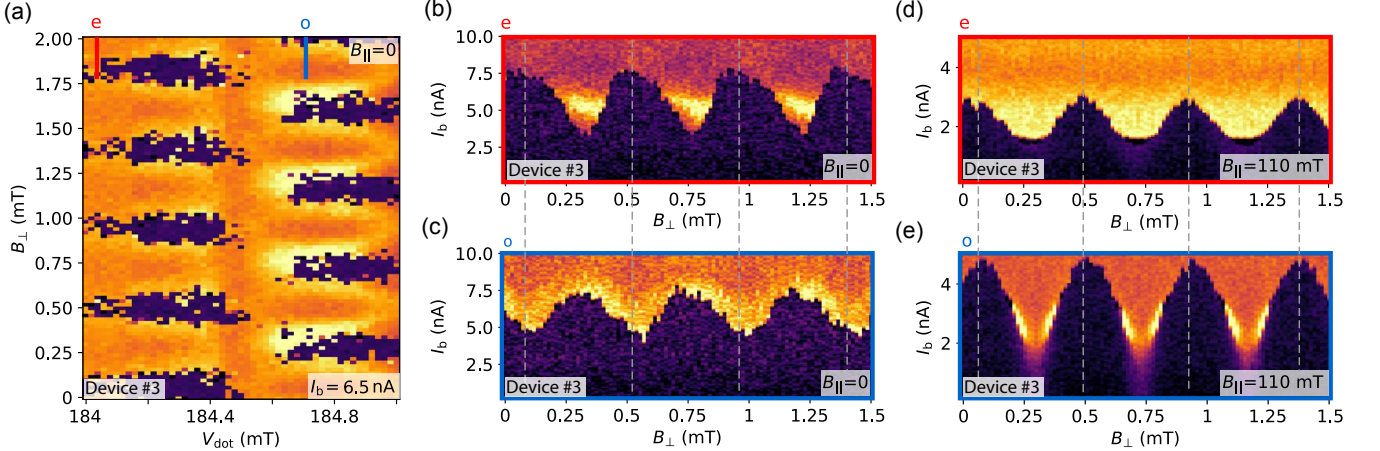 (a)
e
o
B||=0
2.00
1.75
1.50
1.25
1.00
0.75
0.50
0.25
0
B⊥ (mT)
Device #3
Ib = 6.5 nA
184
184.4
184.8
Vdot (mT)
(b)
e
10.0
7.5
5.0
2.5
Ib (nA)
Device #3
B||=0
0
0.25
0.5
0.75
1
1.25
1.5
B⊥ (mT)
(c)
o
10.0
7.5
5.0
2.5
Ib (nA)
Device #3
B||=0
0
0.25
0.5
0.75
1
1.25
1.5
B⊥ (mT)
(d)
e
4
2
Ib (nA)
Device #3
B||=110 mT
0
0.25
0.5
0.75
1
1.25
1.5
B⊥ (mT)
(e)
o
4
2
Ib (nA)
Device #3
B||=110 mT
0
0.25
0.5
0.75
1
1.25
1.5
B⊥ (mT)